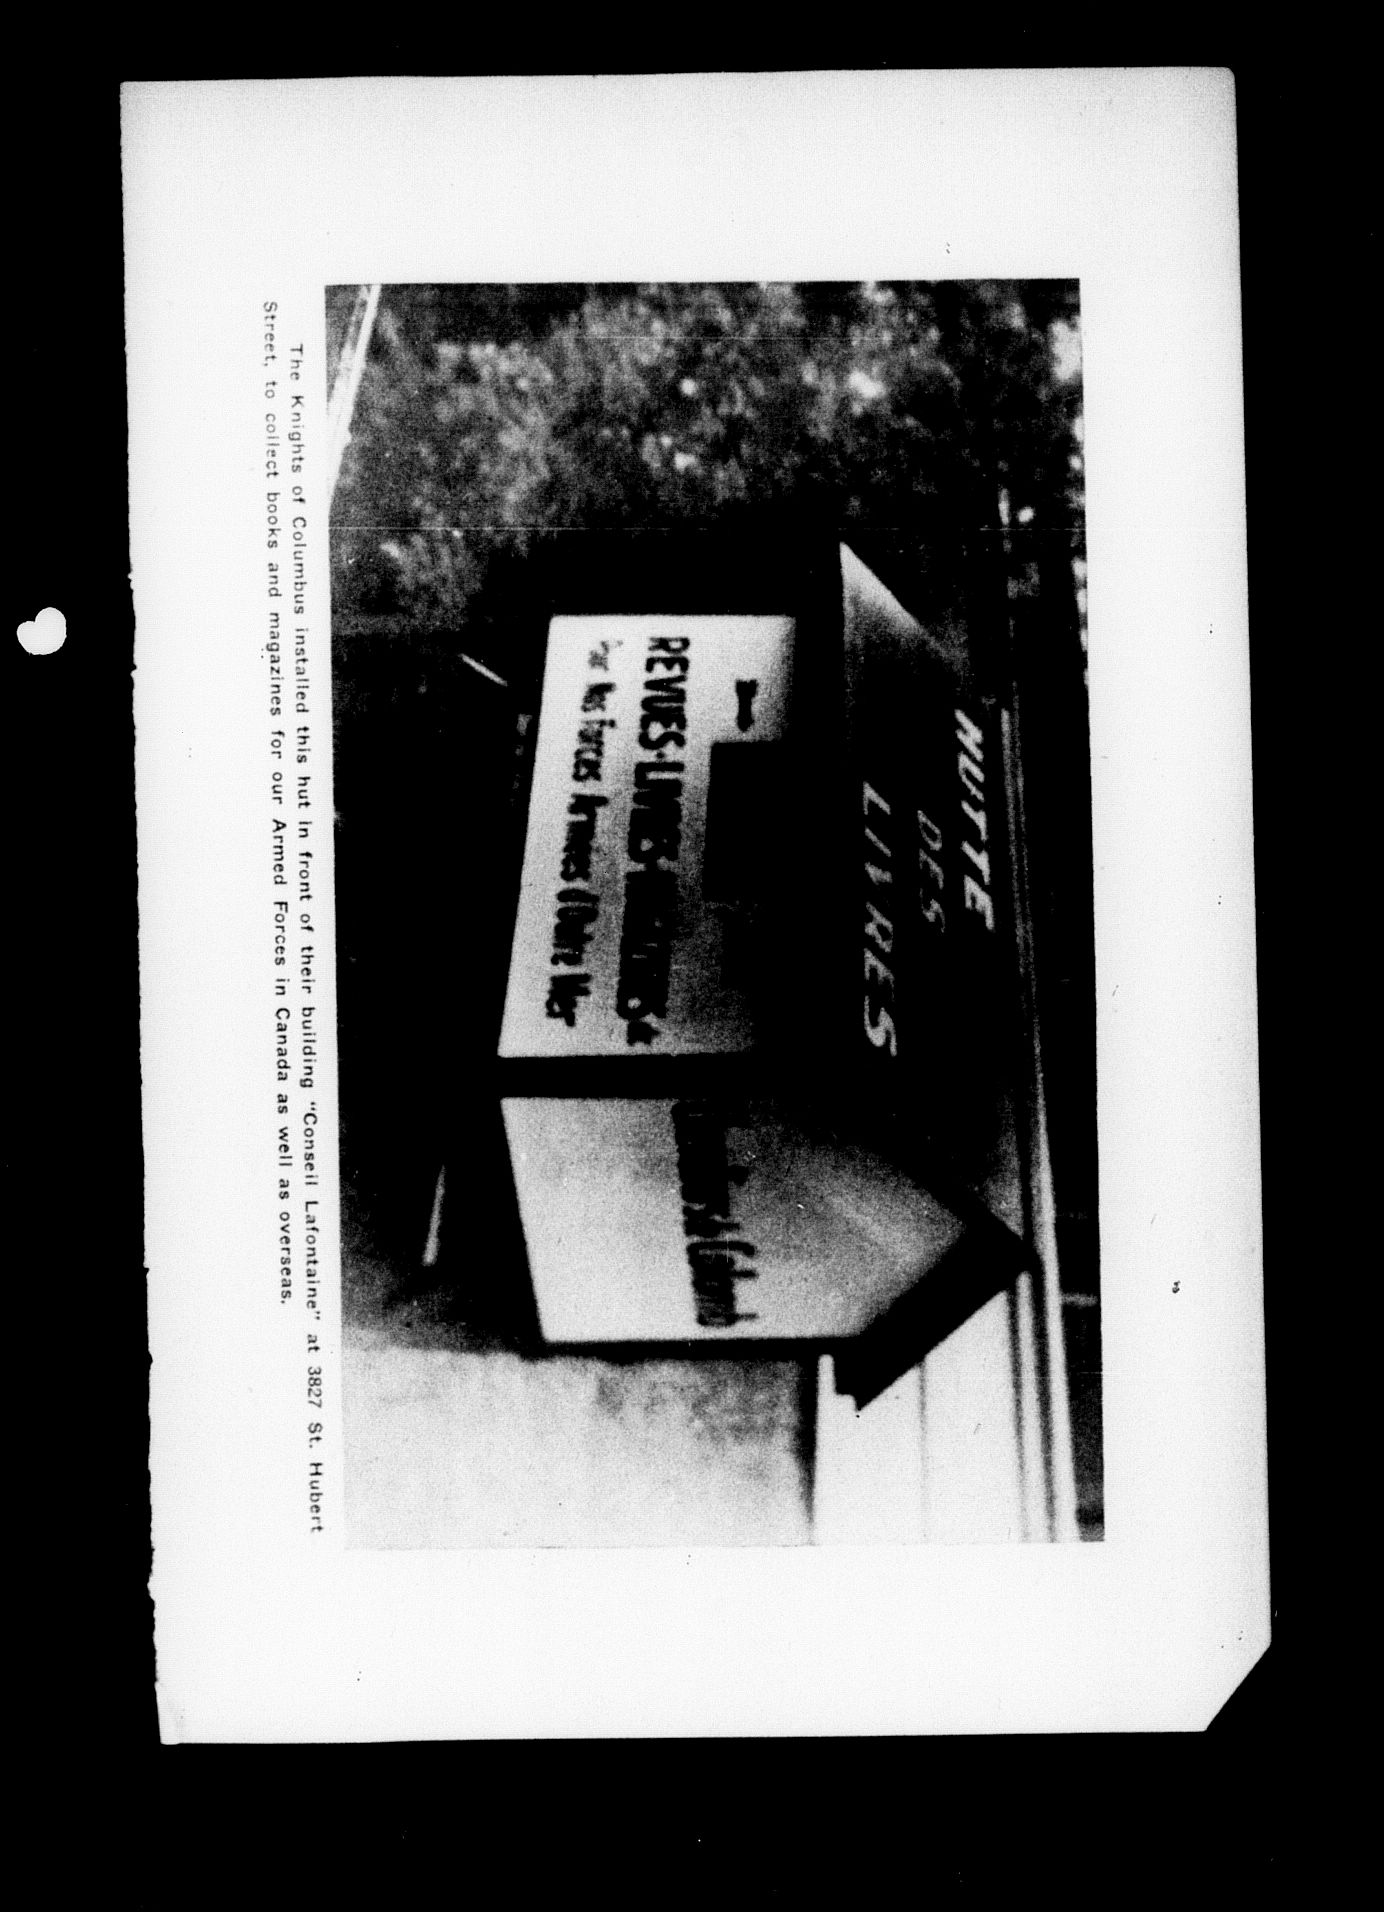 HUTTE
DES
LIVRES
REVUES-LIVRES
Nos Forces Armées d'Outre Mer
The Knights of Columbus installed this hut in front of their building "Conseil Lafontaine" at 3827 St. Hubert
Street, to collect books and magazines for our Armed Forces in Canada as well as overseas.